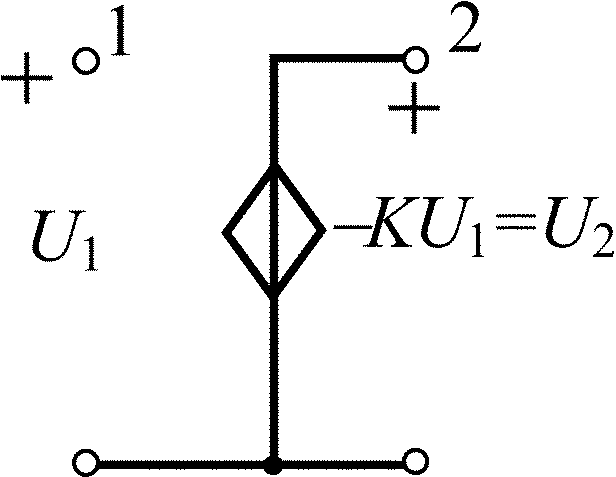 1
2
+
+
U₁
−KU₁=U₂